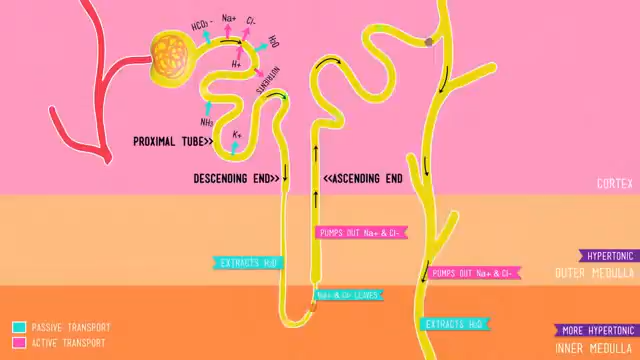 HCO₃-
Na+
Cl-
H₂O
H+
NUTRIENTS
NH₃
K+
PROXIMAL TUBE>>
DESCENDING END>>
<<ASCENDING END
CORTEX
PUMPS OUT Na+ & Cl-
HYPERTONIC
EXTRACTS H₂O
PUMPS OUT Na+ & Cl-
OUTER MEDULLA
Na+ & Cl- LEAVES
PASSIVE TRANSPORT
EXTRACTS H₂O
MORE HYPERTONIC
ACTIVE TRANSPORT
INNER MEDULLA